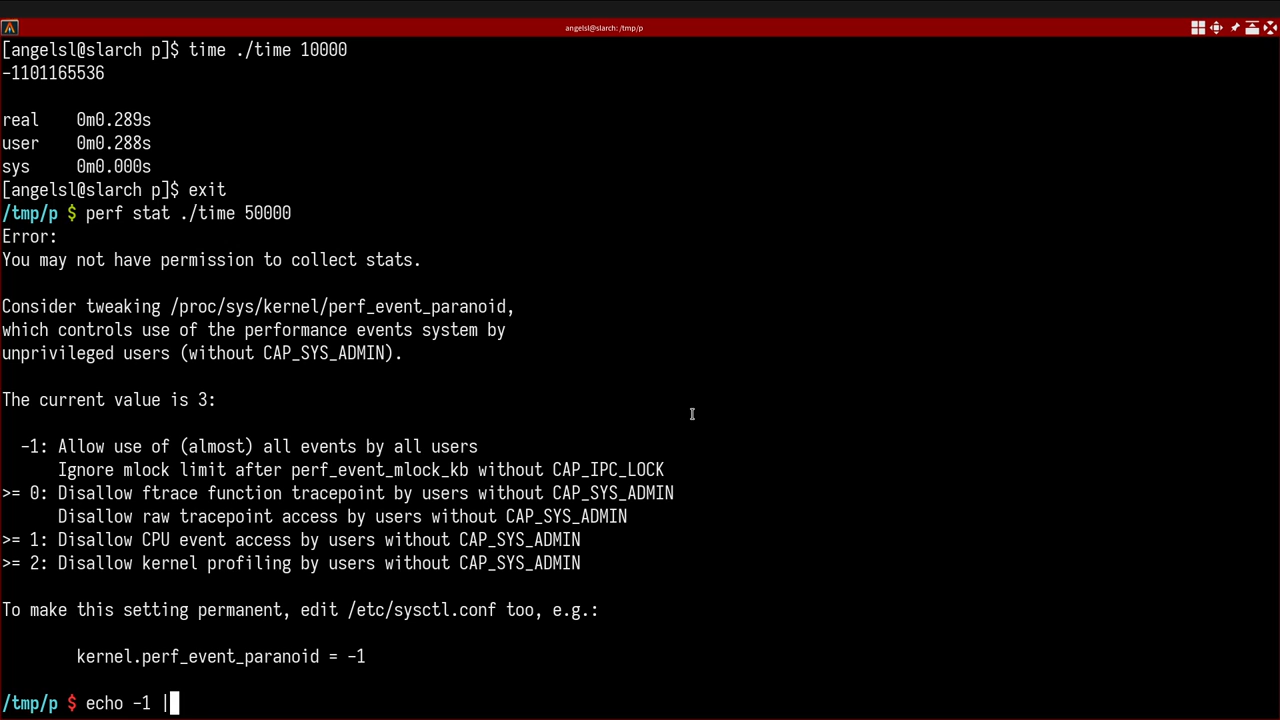 angelsl@slarch: /tmp/p
[angelsl@slarch p]$ time ./time 10000
-1101165536
real    0m0.289s
user    0m0.288s
sys     0m0.000s
[angelsl@slarch p]$ exit
/tmp/p $ perf stat ./time 50000
Error:
You may not have permission to collect stats.
Consider tweaking /proc/sys/kernel/perf_event_paranoid,
which controls use of the performance events system by
unprivileged users (without CAP_SYS_ADMIN).
The current value is 3:
  -1: Allow use of (almost) all events by all users
      Ignore mlock limit after perf_event_mlock_kb without CAP_IPC_LOCK
>= 0: Disallow ftrace function tracepoint by users without CAP_SYS_ADMIN
      Disallow raw tracepoint access by users without CAP_SYS_ADMIN
>= 1: Disallow CPU event access by users without CAP_SYS_ADMIN
>= 2: Disallow kernel profiling by users without CAP_SYS_ADMIN
To make this setting permanent, edit /etc/sysctl.conf too, e.g.:
        kernel.perf_event_paranoid = -1
/tmp/p $ echo -1 |